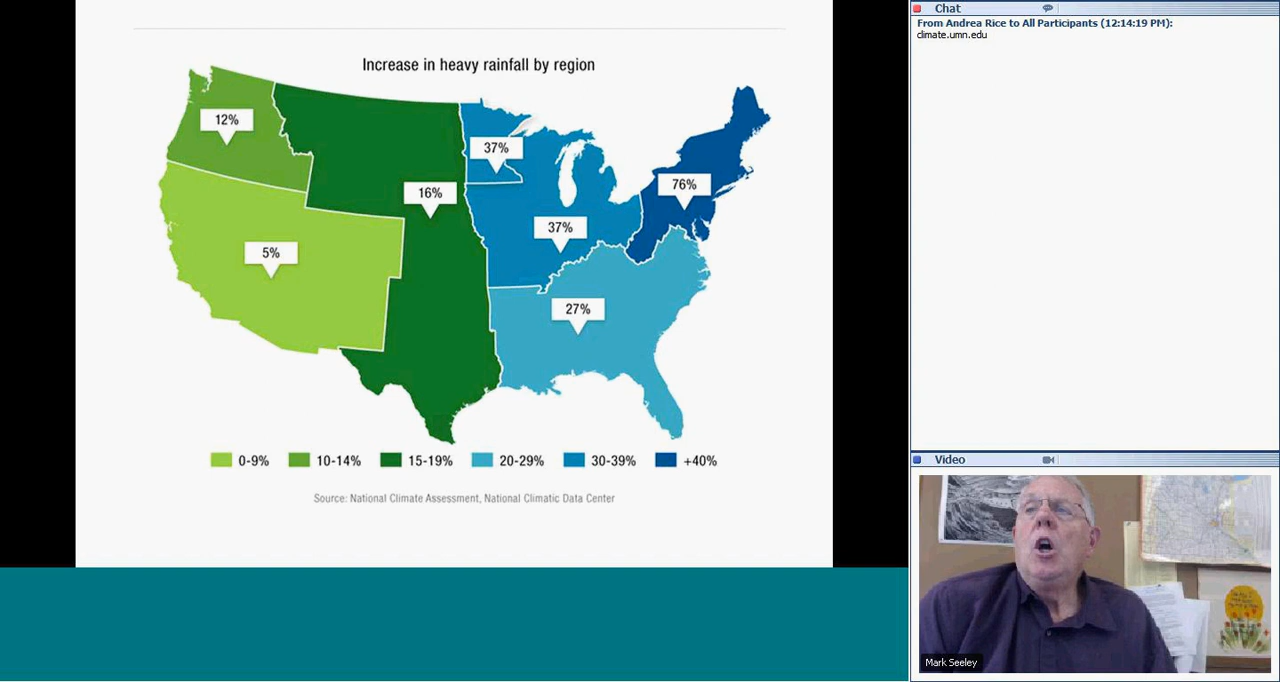 Increase in heavy rainfall by region
12%
37%
76%
16%
37%
5%
27%
0-9%
10-14%
15-19%
20-29%
30-39%
+40%
Source: National Climate Assessment, National Climatic Data Center
Chat
From Andrea Rice to All Participants (12:14:19 PM):
climate.umn.edu
Video
Mark Seeley